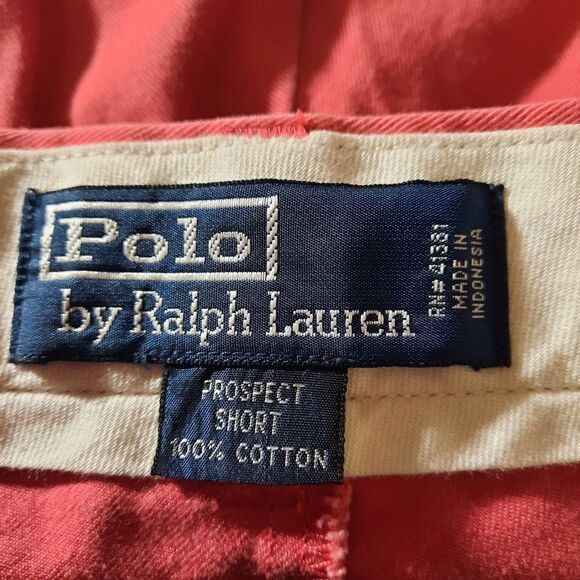 Polo
by Ralph Lauren
RN# 41381
MADE IN
INDONESIA
PROSPECT
SHORT
100% COTTON